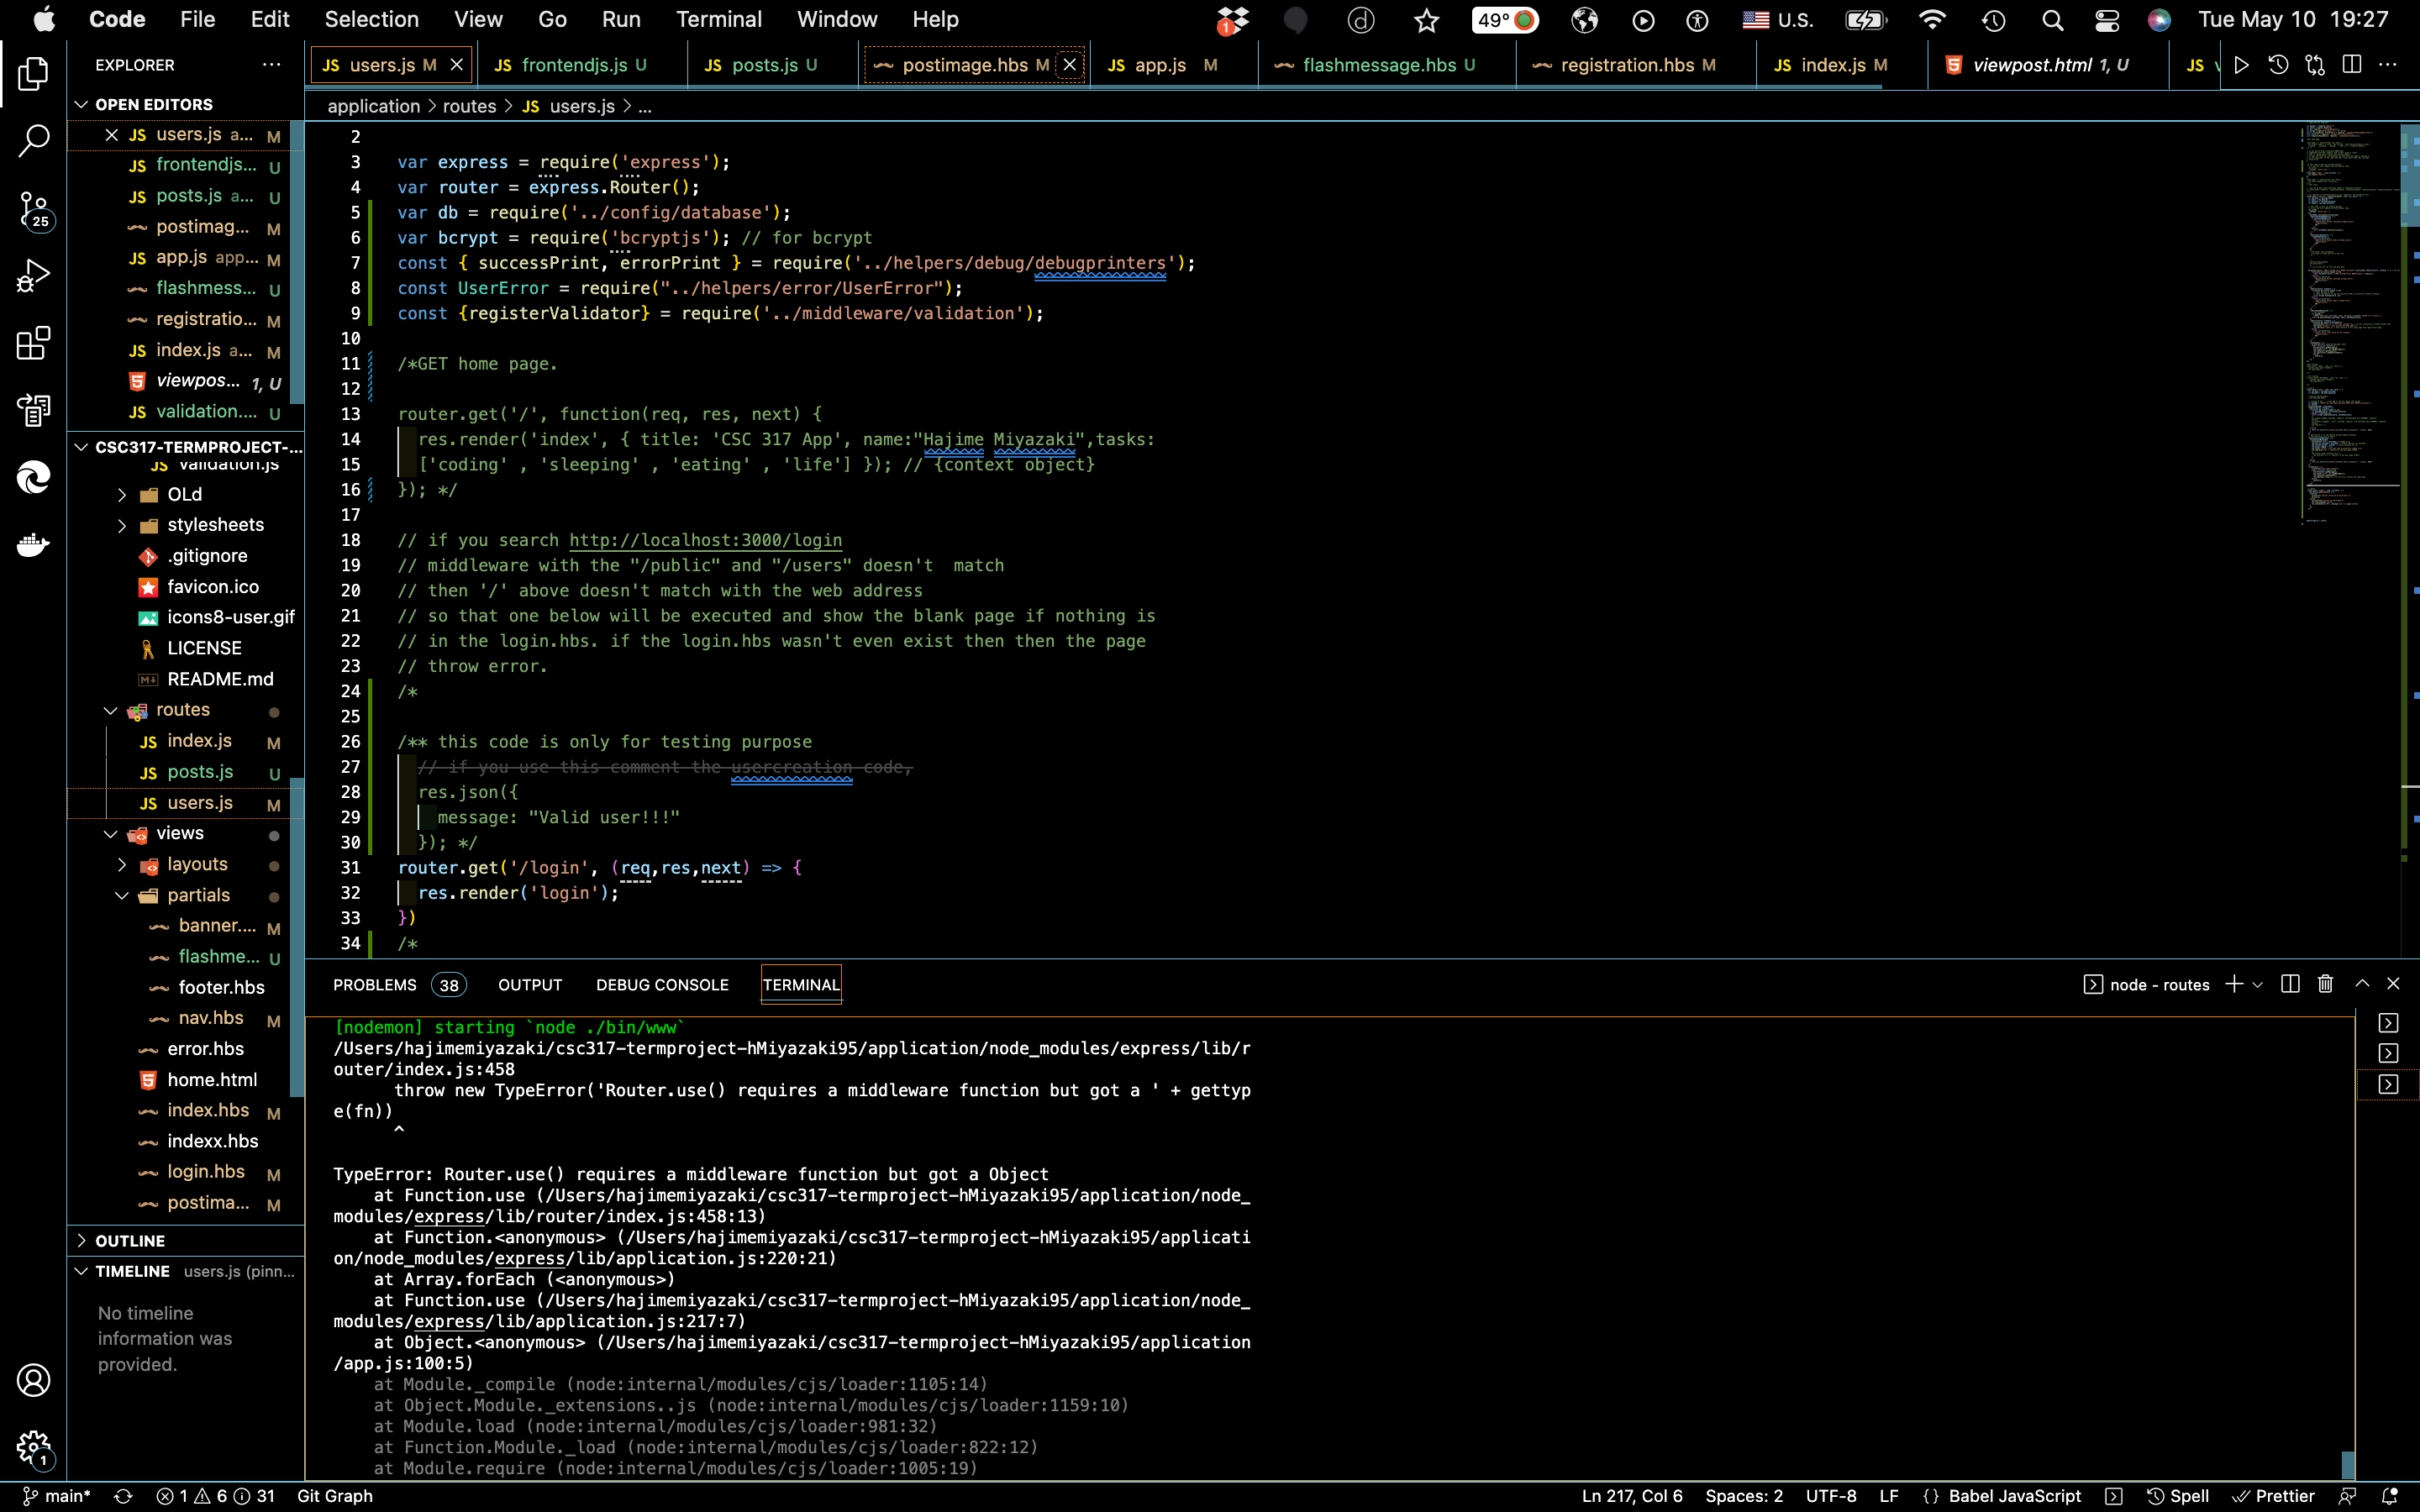 Code File Edit Selection View Go Run Terminal Window Help
1 49° U.S. Tue May 10 19:27
EXPLORER ...
JS users.js M
JS frontendjs.js U
JS posts.js U
postimage.hbs M
JS app.js M
flashmessage.hbs U
registration.hbs M
JS index.js M
viewpost.html 1, U
JS
application > routes > JS users.js > ...
OPEN EDITORS
JS users.js a... M
JS frontendjs... U
JS posts.js a... U
postimag... M
JS app.js app... M
flashmess... U
JS index.js a... M
registratio... M
viewpos... 1, U
JS validation.... U
25
CSC317-TERMPROJECT-...
JS validation.js
OLd
stylesheets
.gitignore
favicon.ico
icons8-user.gif
LICENSE
README.md
routes
JS index.js M
JS posts.js U
JS users.js M
views
layouts
partials
banner.... M
flashme... U
footer.hbs
nav.hbs M
error.hbs
home.html
index.hbs M
indexx.hbs
login.hbs M
postima... M
OUTLINE
TIMELINE users.js (pinn...
No timeline
information was
provided.
1
2
3 var express = require('express');
4 var router = express.Router();
5 var db = require('../config/database');
6 var bcrypt = require('bcryptjs'); // for bcrypt
7 const { successPrint, errorPrint } = require('../helpers/debug/debugprinters');
8 const UserError = require("../helpers/error/UserError");
9 const {registerValidator} = require('../middleware/validation');
10
11 /*GET home page.
12
13 router.get('/', function(req, res, next) {
14 res.render('index', { title: 'CSC 317 App', name:"Hajime Miyazaki",tasks:
15 ['coding' , 'sleeping' , 'eating' , 'life'] }); // {context object}
16 }); */
17
18 // if you search http://localhost:3000/login
19 // middleware with the "/public" and "/users" doesn't  match
20 // then '/' above doesn't match with the web address
21 // so that one below will be executed and show the blank page if nothing is
22 // in the login.hbs. if the login.hbs wasn't even exist then then the page
23 // throw error.
24 /*
25
26 /** this code is only for testing purpose
27 // if you use this comment the usercreation code,
28 res.json({
29 message: "Valid user!!!"
30 }); */
31 router.get('/login', (req,res,next) => {
32 res.render('login');
33 })
34 /*
PROBLEMS 38 OUTPUT DEBUG CONSOLE TERMINAL
node - routes
[nodemon] starting `node ./bin/www`
/Users/hajimemiyazaki/csc317-termproject-hMiyazaki95/application/node_modules/express/lib/r
outer/index.js:458
throw new TypeError('Router.use() requires a middleware function but got a ' + gettyp
e(fn))
^
TypeError: Router.use() requires a middleware function but got a Object
at Function.use (/Users/hajimemiyazaki/csc317-termproject-hMiyazaki95/application/node_
modules/express/lib/router/index.js:458:13)
at Function.<anonymous> (/Users/hajimemiyazaki/csc317-termproject-hMiyazaki95/applicati
on/node_modules/express/lib/application.js:220:21)
at Array.forEach (<anonymous>)
at Function.use (/Users/hajimemiyazaki/csc317-termproject-hMiyazaki95/application/node_
modules/express/lib/application.js:217:7)
at Object.<anonymous> (/Users/hajimemiyazaki/csc317-termproject-hMiyazaki95/application
/app.js:100:5)
at Module._compile (node:internal/modules/cjs/loader:1105:14)
at Object.Module._extensions..js (node:internal/modules/cjs/loader:1159:10)
at Module.load (node:internal/modules/cjs/loader:981:32)
at Function.Module._load (node:internal/modules/cjs/loader:822:12)
at Module.require (node:internal/modules/cjs/loader:1005:19)
main* 1 6 31 Git Graph
Ln 217, Col 6 Spaces: 2 UTF-8 LF {} Babel JavaScript Spell Prettier